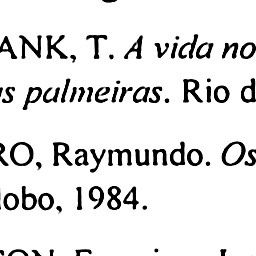 ANK, T. A vida no
s palmeiras. Rio d
RO, Raymundo. Os
lobo, 1984.